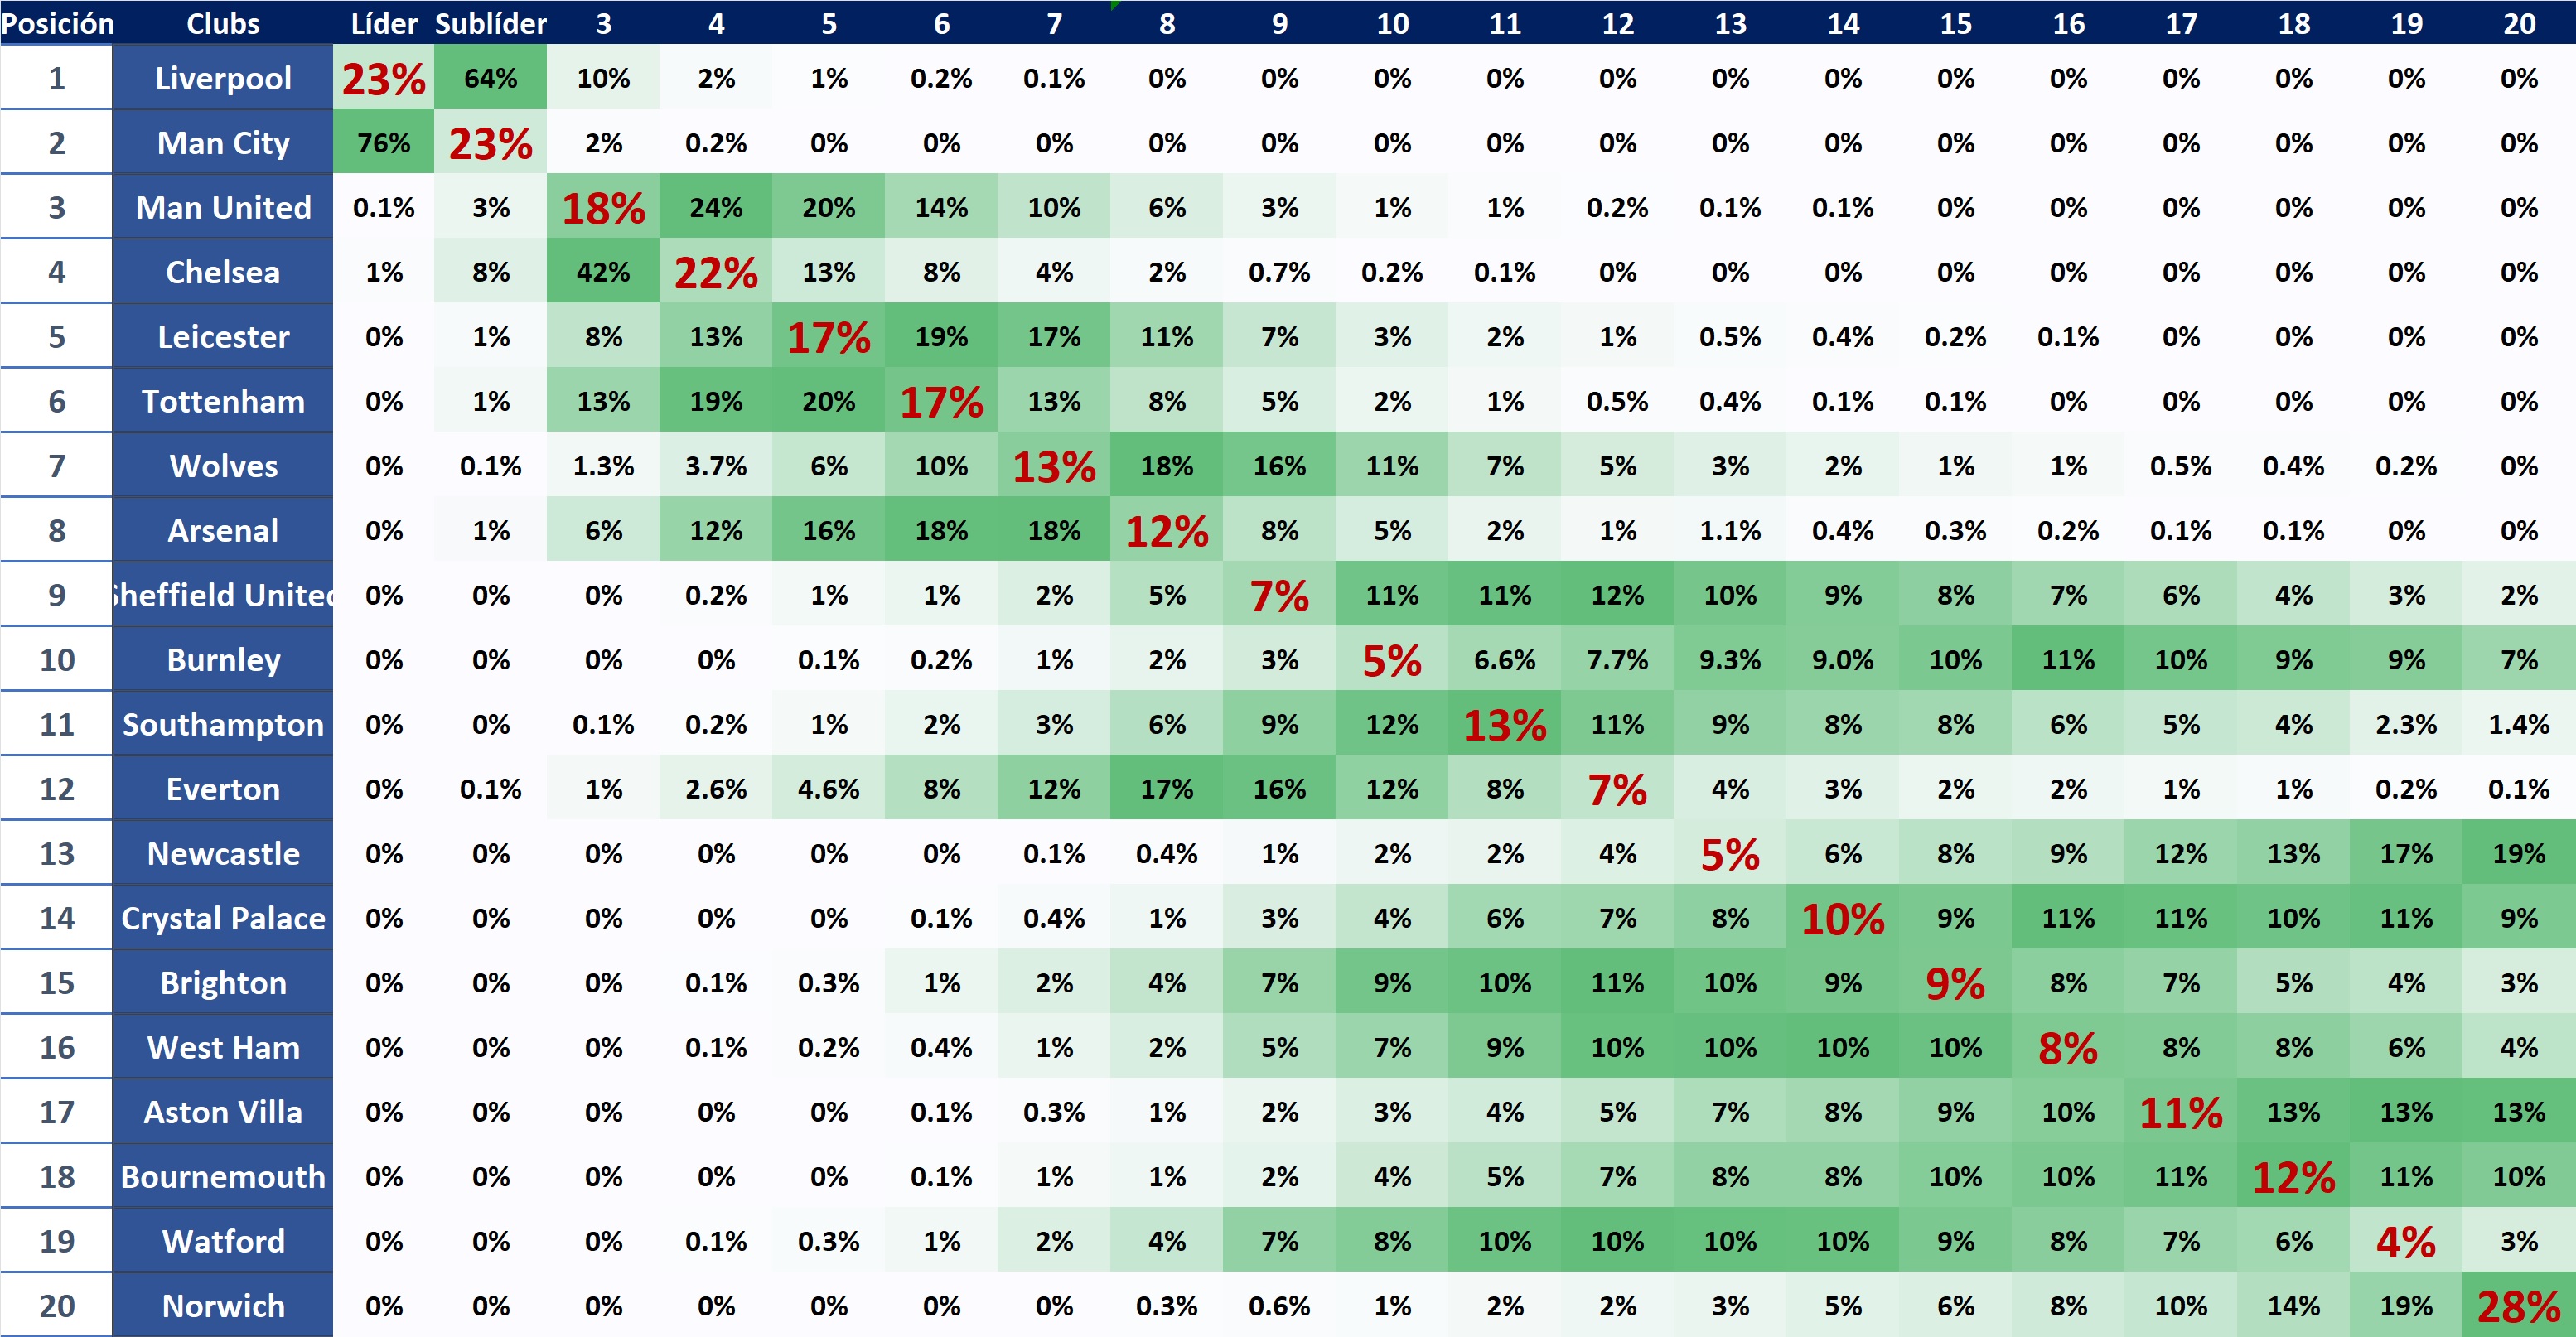 Posición Clubs Líder Sublíder 3 4 5 6 7 8 9 10 11 12 13 14 15 16 17 18 19 20
1 Liverpool 23% 64% 10% 2% 1% 0.2% 0.1% 0% 0% 0% 0% 0% 0% 0% 0% 0% 0% 0% 0% 0%
2 Man City 76% 23% 2% 0.2% 0% 0% 0% 0% 0% 0% 0% 0% 0% 0% 0% 0% 0% 0% 0% 0%
3 Man United 0.1% 3% 18% 24% 20% 14% 10% 6% 3% 1% 1% 0.2% 0.1% 0.1% 0% 0% 0% 0% 0% 0%
4 Chelsea 1% 8% 42% 22% 13% 8% 4% 2% 0.7% 0.2% 0.1% 0% 0% 0% 0% 0% 0% 0% 0% 0%
5 Leicester 0% 1% 8% 13% 17% 19% 17% 11% 7% 3% 2% 1% 0.5% 0.4% 0.2% 0.1% 0% 0% 0% 0%
6 Tottenham 0% 1% 13% 19% 20% 17% 13% 8% 5% 2% 1% 0.5% 0.4% 0.1% 0.1% 0% 0% 0% 0% 0%
7 Wolves 0% 0.1% 1.3% 3.7% 6% 10% 13% 18% 16% 11% 7% 5% 3% 2% 1% 1% 0.5% 0.4% 0.2% 0%
8 Arsenal 0% 1% 6% 12% 16% 18% 18% 12% 8% 5% 2% 1% 1.1% 0.4% 0.3% 0.2% 0.1% 0.1% 0% 0%
9 Sheffield United 0% 0% 0% 0.2% 1% 1% 2% 5% 7% 11% 11% 12% 10% 9% 8% 7% 6% 4% 3% 2%
10 Burnley 0% 0% 0% 0% 0.1% 0.2% 1% 2% 3% 5% 6.6% 7.7% 9.3% 9.0% 10% 11% 10% 9% 9% 7%
11 Southampton 0% 0% 0.1% 0.2% 1% 2% 3% 6% 9% 12% 13% 11% 9% 8% 8% 6% 5% 4% 2.3% 1.4%
12 Everton 0% 0.1% 1% 2.6% 4.6% 8% 12% 17% 16% 12% 8% 7% 4% 3% 2% 2% 1% 1% 0.2% 0.1%
13 Newcastle 0% 0% 0% 0% 0% 0% 0.1% 0.4% 1% 2% 2% 4% 5% 6% 8% 9% 12% 13% 17% 19%
14 Crystal Palace 0% 0% 0% 0% 0% 0.1% 0.4% 1% 3% 4% 6% 7% 8% 10% 9% 11% 11% 10% 11% 9%
15 Brighton 0% 0% 0% 0.1% 0.3% 1% 2% 4% 7% 9% 10% 11% 10% 9% 9% 8% 7% 5% 4% 3%
16 West Ham 0% 0% 0% 0.1% 0.2% 0.4% 1% 2% 5% 7% 9% 10% 10% 10% 10% 8% 8% 8% 6% 4%
17 Aston Villa 0% 0% 0% 0% 0% 0.1% 0.3% 1% 2% 3% 4% 5% 7% 8% 9% 10% 11% 13% 13% 13%
18 Bournemouth 0% 0% 0% 0% 0% 0.1% 1% 1% 2% 4% 5% 7% 8% 8% 10% 10% 11% 12% 11% 10%
19 Watford 0% 0% 0% 0.1% 0.3% 1% 2% 4% 7% 8% 10% 10% 10% 10% 9% 8% 7% 6% 4% 3%
20 Norwich 0% 0% 0% 0% 0% 0% 0% 0.3% 0.6% 1% 2% 2% 3% 5% 6% 8% 10% 14% 19% 28%